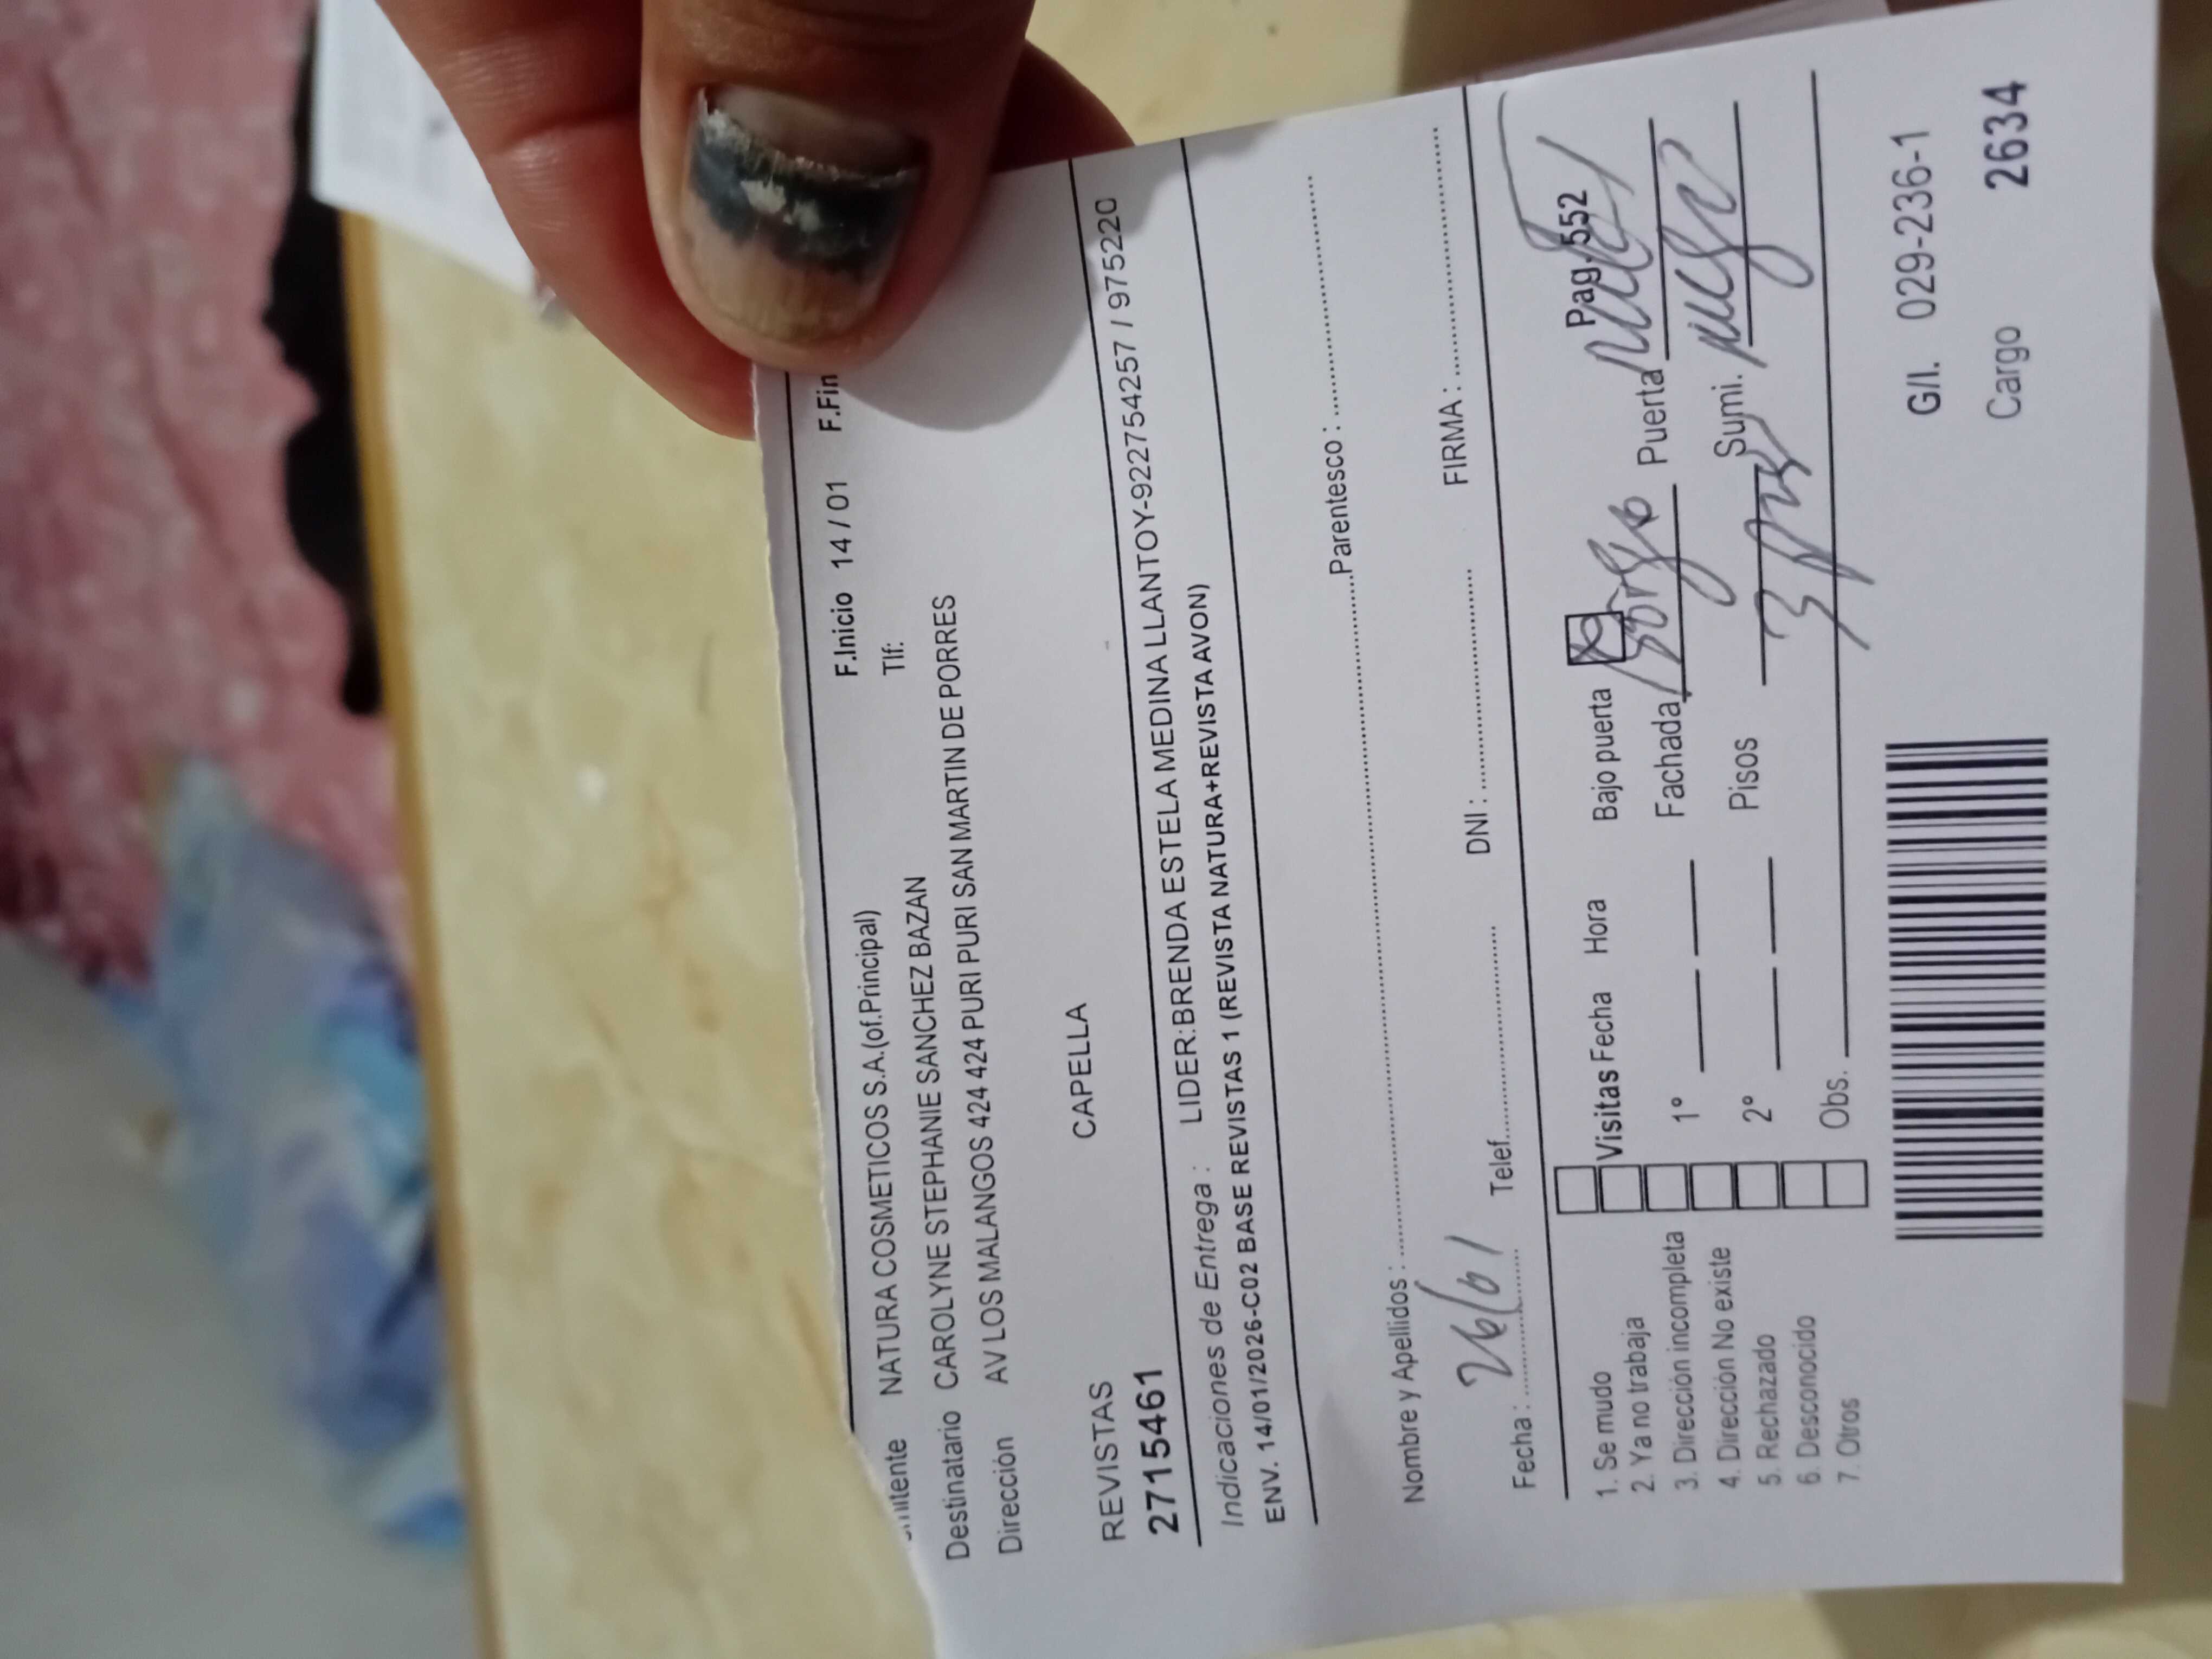 F.Inicio 14 / 01 F.Fin
NATURA COSMETICOS S.A.(of.Principal) Tlf:
Destinatario CAROLYNE STEPHANIE SANCHEZ BAZAN
Dirección AV LOS MALANGOS 424 424 424 PURI PURI SAN MARTIN DE PORRES
CAPELLA
REVISTAS
2715461
Indicaciones de Entrega : LIDER:BRENDA ESTELA MEDINA LLANTOY-922754257 / 975220
ENV. 14/01/2026-C02 BASE REVISTAS 1 (REVISTA NATURA+REVISTA AVON)
Nombre y Apellidos : Parentesco :
Fecha : 26/01 Telef. DNI : FIRMA :
Pag. 552
1. Se mudo
2. Ya no trabaja Visitas Fecha Hora Bajo puerta
3. Dirección incompleta 1º Fachada Puerta
4. Dirección No existe
5. Rechazado 2º Pisos 3 Sumi.
6. Desconocido
7. Otros Obs.
G/I. 029-236-1
Cargo 2634